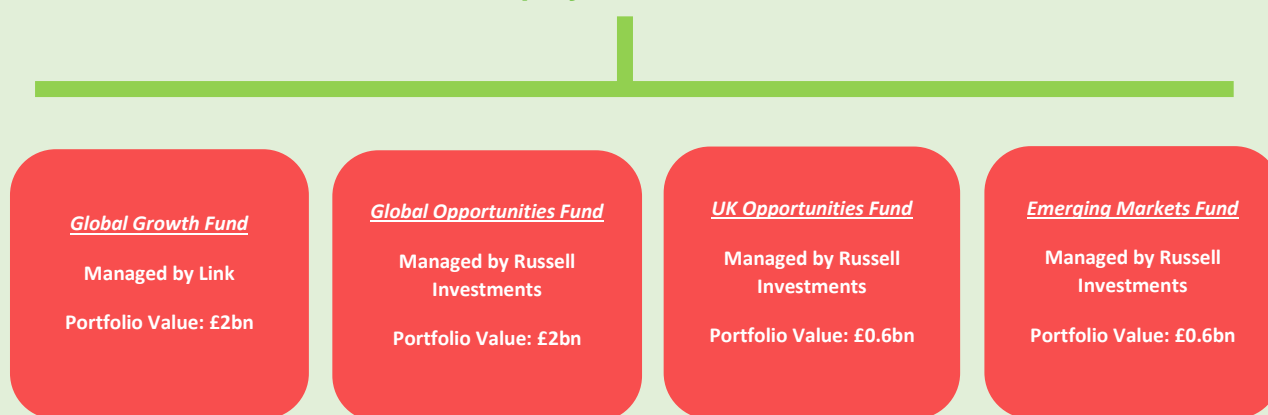 Global Growth Fund
Managed by Link
Portfolio Value: £2bn
Global Opportunities Fund
Managed by Russell
Investments
Portfolio Value: £2bn
UK Opportunities Fund
Managed by Russell
Investments
Portfolio Value: £0.6bn
Emerging Markets Fund
Managed by Russell
Investments
Portfolio Value: £0.6bn